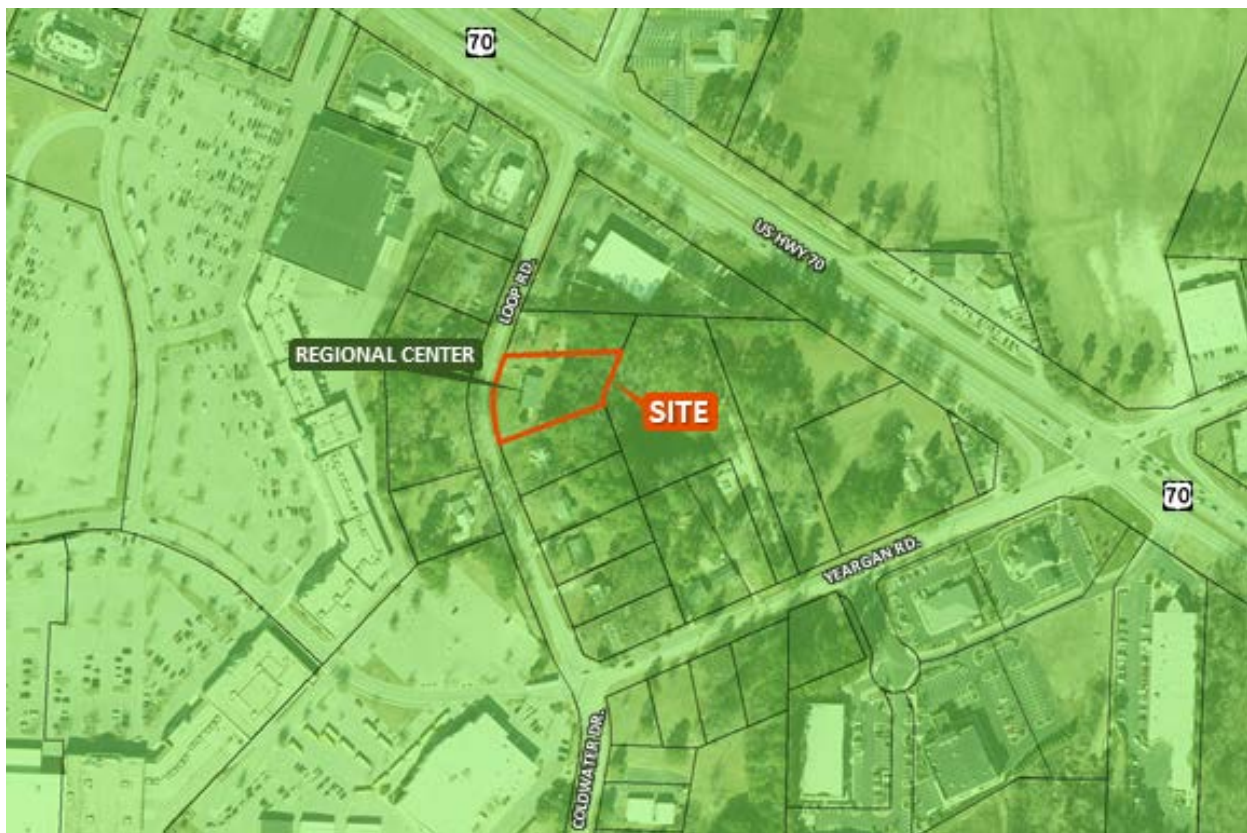 70
US HWY 70
LOOP RD.
REGIONAL CENTER
SITE
70
YEARGAN RD.
COLDWATER DR.